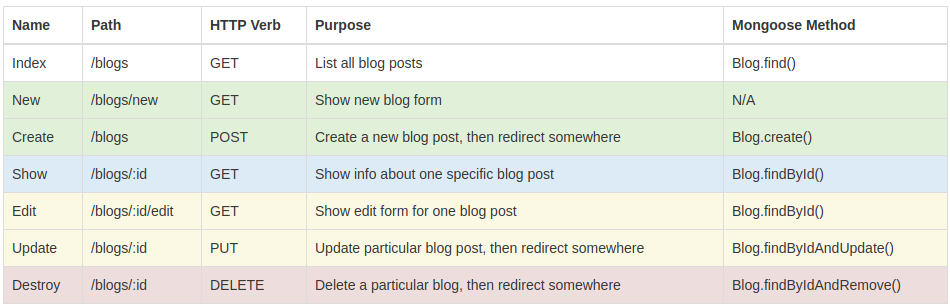 Name Path HTTP Verb Purpose Mongoose Method
Index /blogs GET List all blog posts Blog.find()
New /blogs/new GET Show new blog form N/A
Create /blogs POST Create a new blog post, then redirect somewhere Blog.create()
Show /blogs/:id GET Show info about one specific blog post Blog.findById()
Edit /blogs/:id/edit GET Show edit form for one blog post Blog.findById()
Update /blogs/:id PUT Update particular blog post, then redirect somewhere Blog.findByIdAndUpdate()
Destroy /blogs/:id DELETE Delete a particular blog, then redirect somewhere Blog.findByIdAndRemove()